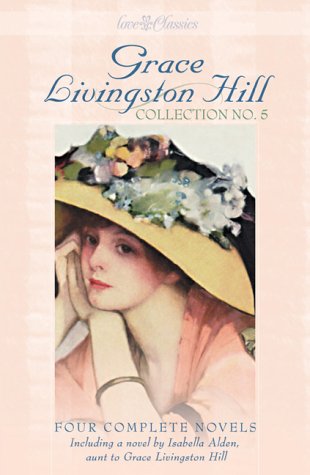 love Classics
Grace
Livingston Hill
COLLECTION NO. 5
FOUR COMPLETE NOVELS
Including a novel by Isabella Alden,
aunt to Grace Livingston Hill